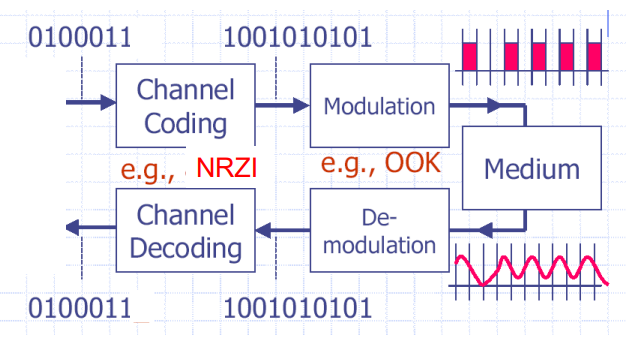 0100011
1001010101
Channel
Coding
Modulation
e.g., NRZI
e.g., OOK
Medium
Channel
Decoding
De-
modulation
0100011
1001010101